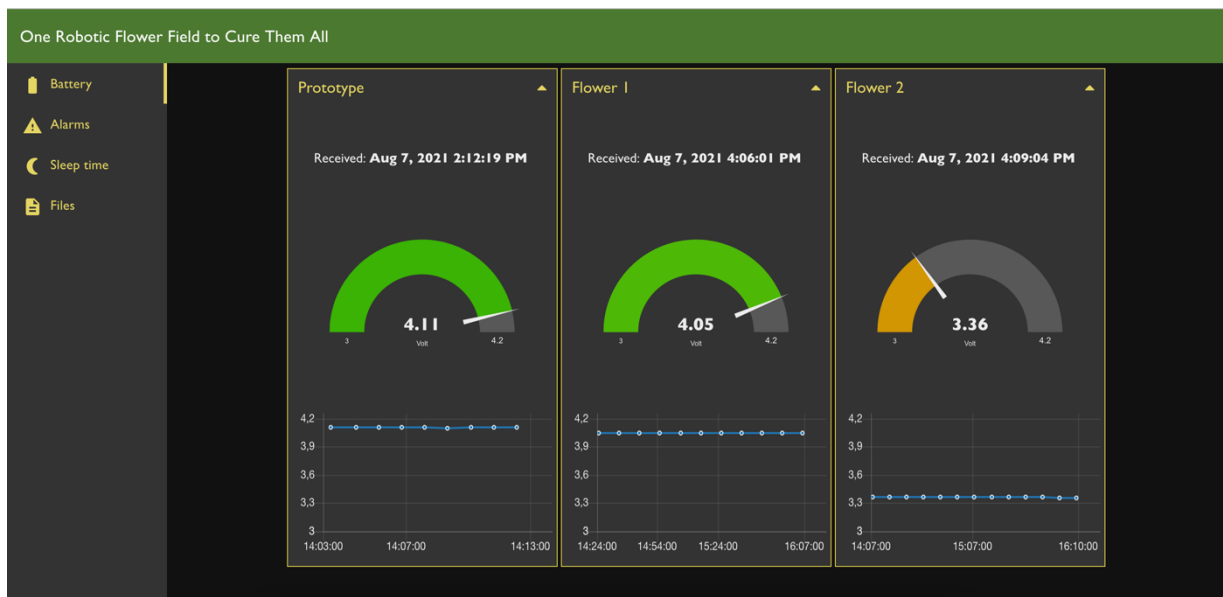 One Robotic Flower Field to Cure Them All
Battery
Alarms
Sleep time
Files
Prototype
Received: Aug 7, 2021 2:12:19 PM
4.11
3
Volt
4.2
4,2
3,9
3,6
3,3
3
14:03:00 14:07:00 14:13:00
Flower 1
Received: Aug 7, 2021 4:06:01 PM
4.05
3
Volt
4.2
4,2
3,9
3,6
3,3
3
14:24:00 14:54:00 15:24:00 16:07:00
Flower 2
Received: Aug 7, 2021 4:09:04 PM
3.36
3
Volt
4.2
4,2
3,9
3,6
3,3
3
14:07:00 15:07:00 16:10:00